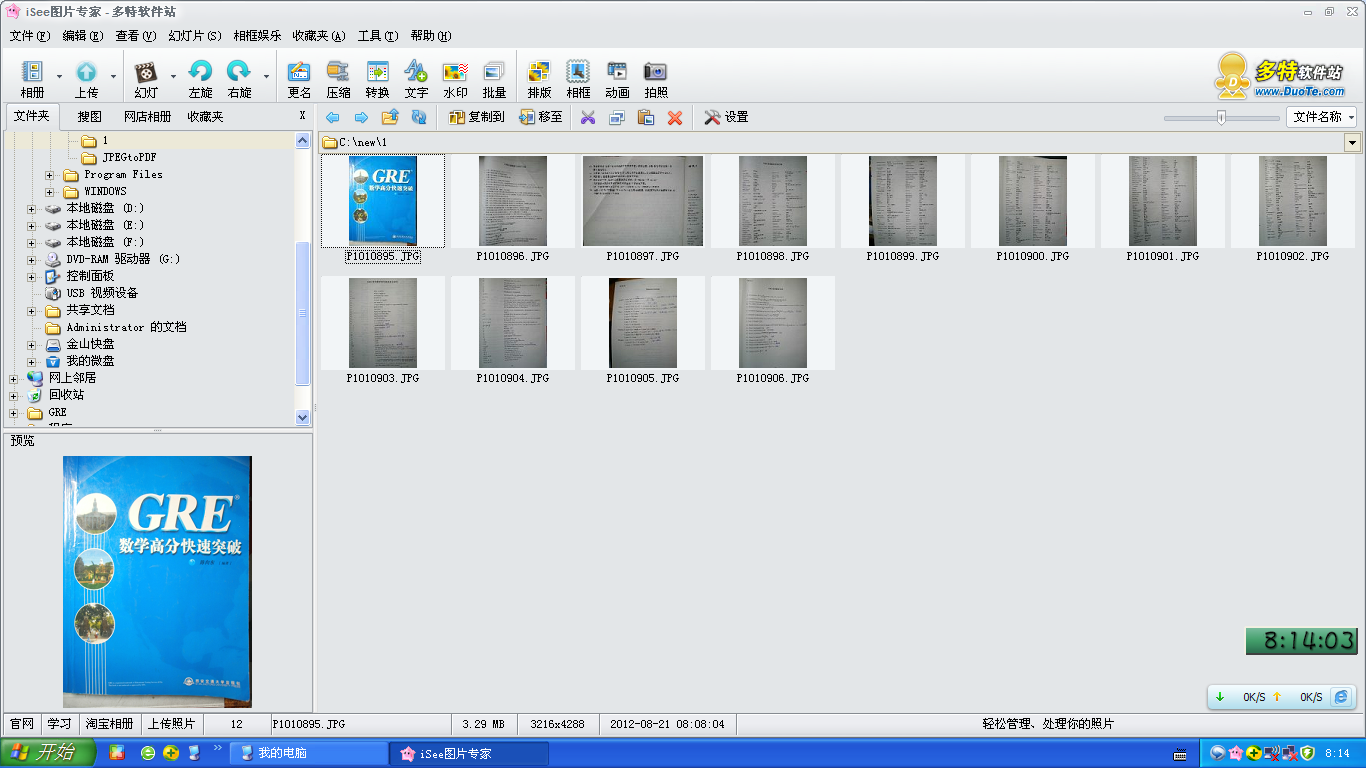 iSee图片专家 - 多特软件站
文件(F) 编辑(E) 查看(V) 幻灯片(S) 相框娱乐 收藏夹(A) 工具(T) 帮助(H)
相册 上传 幻灯 左旋 右旋 更名 压缩 转换 文字 水印 批量 排版 相框 动画 拍照
多特软件站
www.DuoTe.com
文件夹 搜图 网店相册 收藏夹 X 复制到 移至 设置 文件名称
C:\new\1
1
JPEGtoPDF
Program Files
WINDOWS
本地磁盘 (D:)
本地磁盘 (E:)
本地磁盘 (F:)
DVD-RAM 驱动器 (G:)
控制面板
USB 视频设备
共享文档
Administrator 的文档
金山快盘
我的微盘
网上邻居
回收站
GRE
P1010895.JPG P1010896.JPG P1010897.JPG P1010898.JPG P1010899.JPG P1010900.JPG P1010901.JPG P1010902.JPG
P1010903.JPG P1010904.JPG P1010905.JPG P1010906.JPG
GRE
数学高分快速突破
预览
GRE
数学高分快速突破
8:14:03
0K/S 0K/S
官网 学习 淘宝相册 上传照片 12 P1010895.JPG 3.29 MB 3216x4288 2012-08-21 08:08:04 轻松管理、处理你的照片
开始 我的电脑 iSee图片专家 8:14